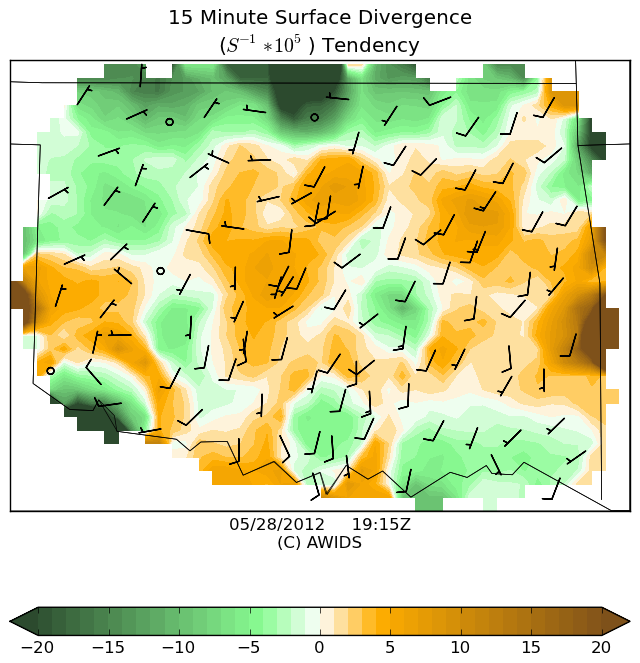 15 Minute Surface Divergence
(S⁻¹ *10⁵ ) Tendency
05/28/2012 19:15Z
(C) AWIDS
−20 −15 −10 −5 0 5 10 15 20